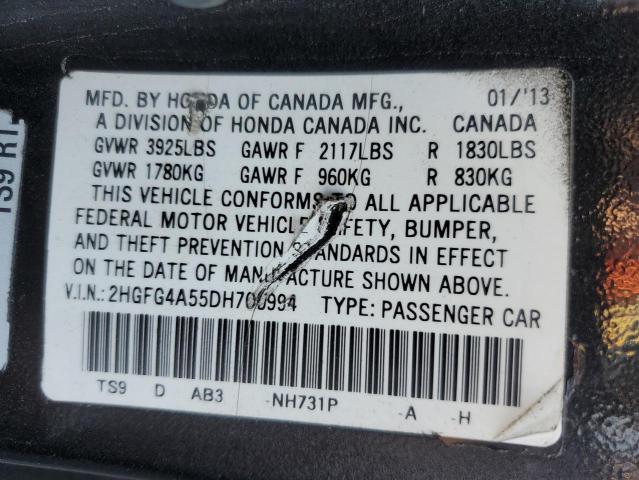 MFD. BY HONDA OF CANADA MFG., 01/'13
A DIVISION OF HONDA CANADA INC. CANADA
GVWR 3925LBS GAWR F 2117LBS R 1830LBS
GVWR 1780KG GAWR F 960KG R 830KG
THIS VEHICLE CONFORMS TO ALL APPLICABLE
FEDERAL MOTOR VEHICLE SAFETY, BUMPER,
AND THEFT PREVENTION STANDARDS IN EFFECT
ON THE DATE OF MANUFACTURE SHOWN ABOVE.
V.I.N.: 2HGFG4A55DH700994 TYPE: PASSENGER CAR
TS9 D AB3 -NH731P -A -H
TS9